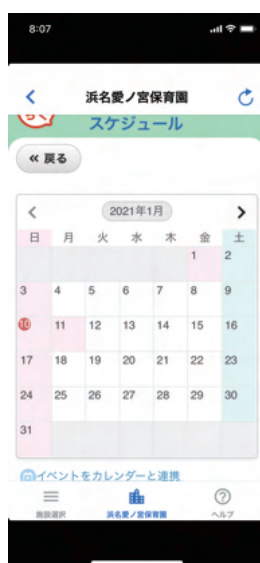 8:07
浜名愛ノ宮保育園
スケジュール
« 戻る
2021年1月
日 月 火 水 木 金 土
1 2
3 4 5 6 7 8 9
10 11 12 13 14 15 16
17 18 19 20 21 22 23
24 25 26 27 28 29 30
31
イベントをカレンダーと連携
施設選択 浜名愛ノ宮保育園 ヘルプ